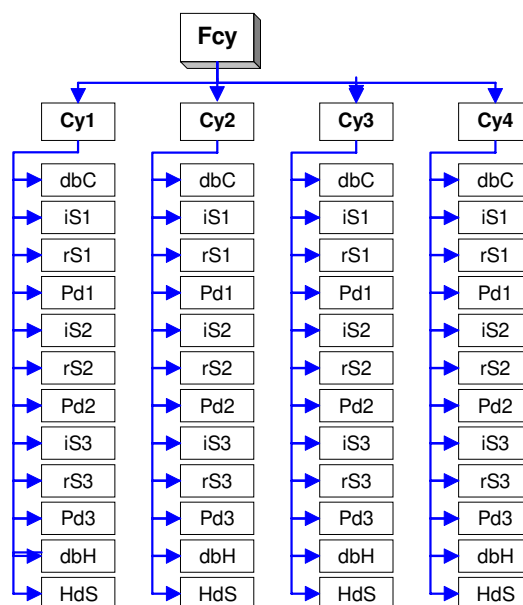 Fcy
Cy1 Cy2 Cy3 Cy4
dbC dbC dbC dbC
iS1 iS1 iS1 iS1
rS1 rS1 rS1 rS1
Pd1 Pd1 Pd1 Pd1
iS2 iS2 iS2 iS2
rS2 rS2 rS2 rS2
Pd2 Pd2 Pd2 Pd2
iS3 iS3 iS3 iS3
rS3 rS3 rS3 rS3
Pd3 Pd3 Pd3 Pd3
dbH dbH dbH dbH
HdS HdS HdS HdS